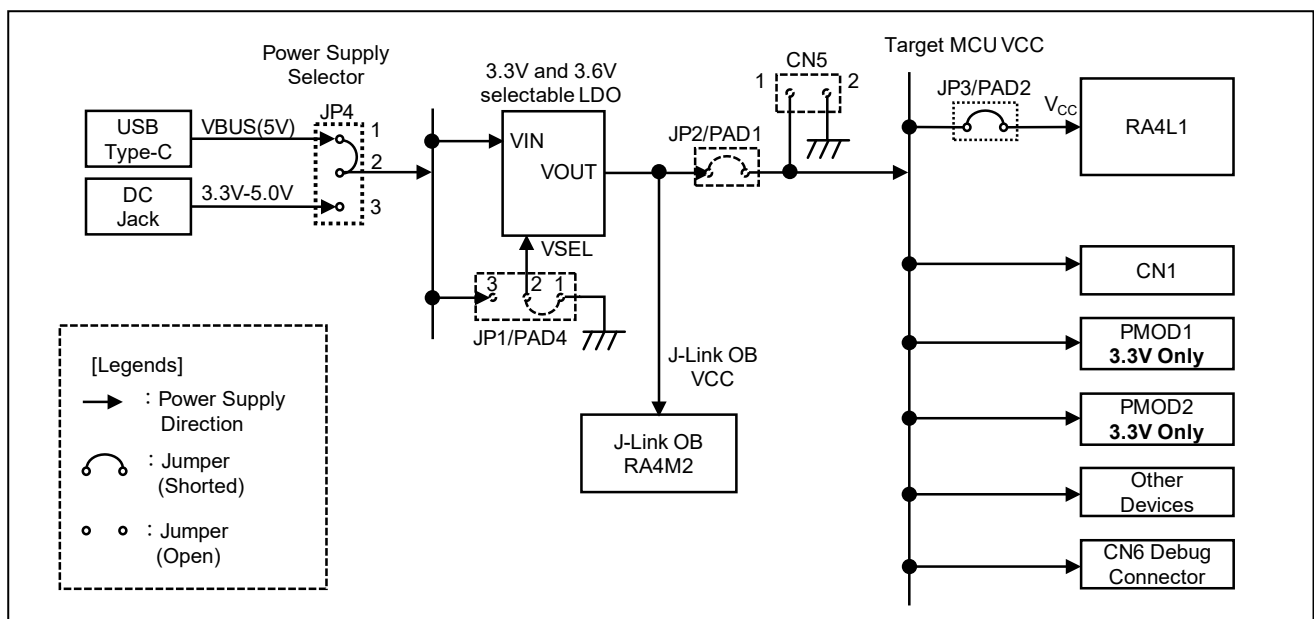 Power Supply
Selector
JP4
USB
Type-C
VBUS(5V)
1
2
3
DC
Jack
3.3V-5.0V
3.3V and 3.6V
selectable LDO
VIN
VOUT
VSEL
3 2 1
JP1/PAD4
JP2/PAD1
CN5
1 2
J-Link OB
VCC
J-Link OB
RA4M2
Target MCU VCC
JP3/PAD2
VCC
RA4L1
CN1
PMOD1
3.3V Only
PMOD2
3.3V Only
Other
Devices
CN6 Debug
Connector
[Legends]
: Power Supply
Direction
: Jumper
(Shorted)
: Jumper
(Open)